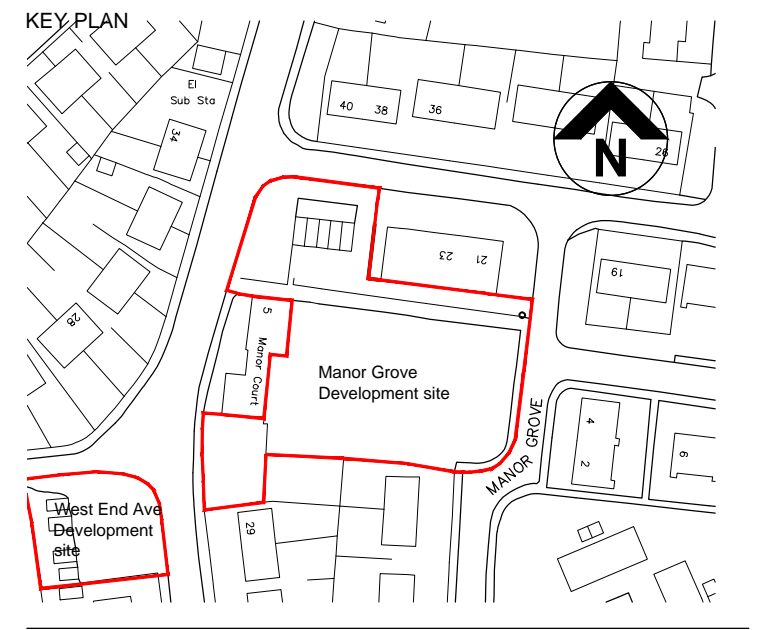 KEY PLAN
El
Sub Sta
34
40
38
36
26
N
23
21
19
28
5
Manor Court
Manor Grove
Development site
MANOR GROVE
4
2
6
West End Ave
Development
site
29